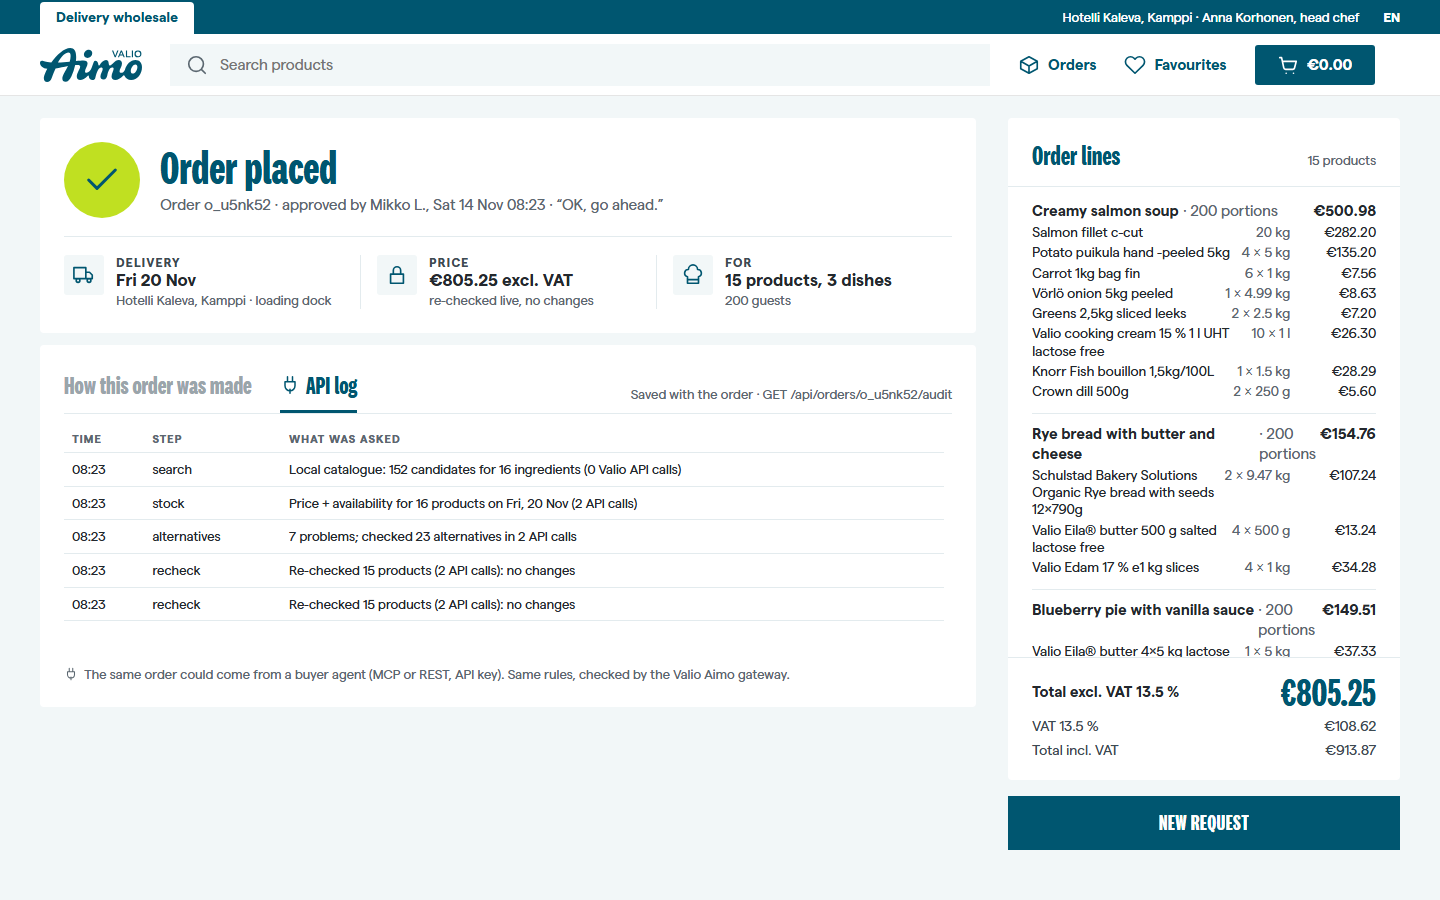 Delivery wholesale
Hotelli Kaleva, Kamppi · Anna Korhonen, head chef
EN
VALIO
Aimo
Search products
Orders
Favourites
€0.00
Order placed
Order o_u5nk52 · approved by Mikko L., Sat 14 Nov 08:23 · “OK, go ahead.”
DELIVERY
Fri 20 Nov
Hotelli Kaleva, Kamppi · loading dock
PRICE
€805.25 excl. VAT
re-checked live, no changes
FOR
15 products, 3 dishes
200 guests
How this order was made
API log
Saved with the order · GET /api/orders/o_u5nk52/audit
TIME STEP WHAT WAS ASKED
08:23 search Local catalogue: 152 candidates for 16 ingredients (0 Valio API calls)
08:23 stock Price + availability for 16 products on Fri, 20 Nov (2 API calls)
08:23 alternatives 7 problems; checked 23 alternatives in 2 API calls
08:23 recheck Re-checked 15 products (2 API calls): no changes
08:23 recheck Re-checked 15 products (2 API calls): no changes
The same order could come from a buyer agent (MCP or REST, API key). Same rules, checked by the Valio Aimo gateway.
Order lines
15 products
Creamy salmon soup · 200 portions €500.98
Salmon fillet c-cut 20 kg €282.20
Potato puikula hand -peeled 5kg 4 × 5 kg €135.20
Carrot 1kg bag fin 6 × 1 kg €7.56
Vörlö onion 5kg peeled 1 × 4.99 kg €8.63
Greens 2,5kg sliced leeks 2 × 2.5 kg €7.20
Valio cooking cream 15 % 1 l UHT 10 × 1 l €26.30
lactose free
Knorr Fish bouillon 1,5kg/100L 1 × 1.5 kg €28.29
Crown dill 500g 2 × 250 g €5.60
Rye bread with butter and · 200 €154.76
cheese portions
Schulstad Bakery Solutions 2 × 9.47 kg €107.24
Organic Rye bread with seeds
12×790g
Valio Eila® butter 500 g salted 4 × 500 g €13.24
lactose free
Valio Edam 17 % e1 kg slices 4 × 1 kg €34.28
Blueberry pie with vanilla sauce · 200 €149.51
portions
Valio Eila® butter 4×5 kg lactose 1 × 5 kg €37.33
Total excl. VAT 13.5 % €805.25
VAT 13.5 % €108.62
Total incl. VAT €913.87
NEW REQUEST